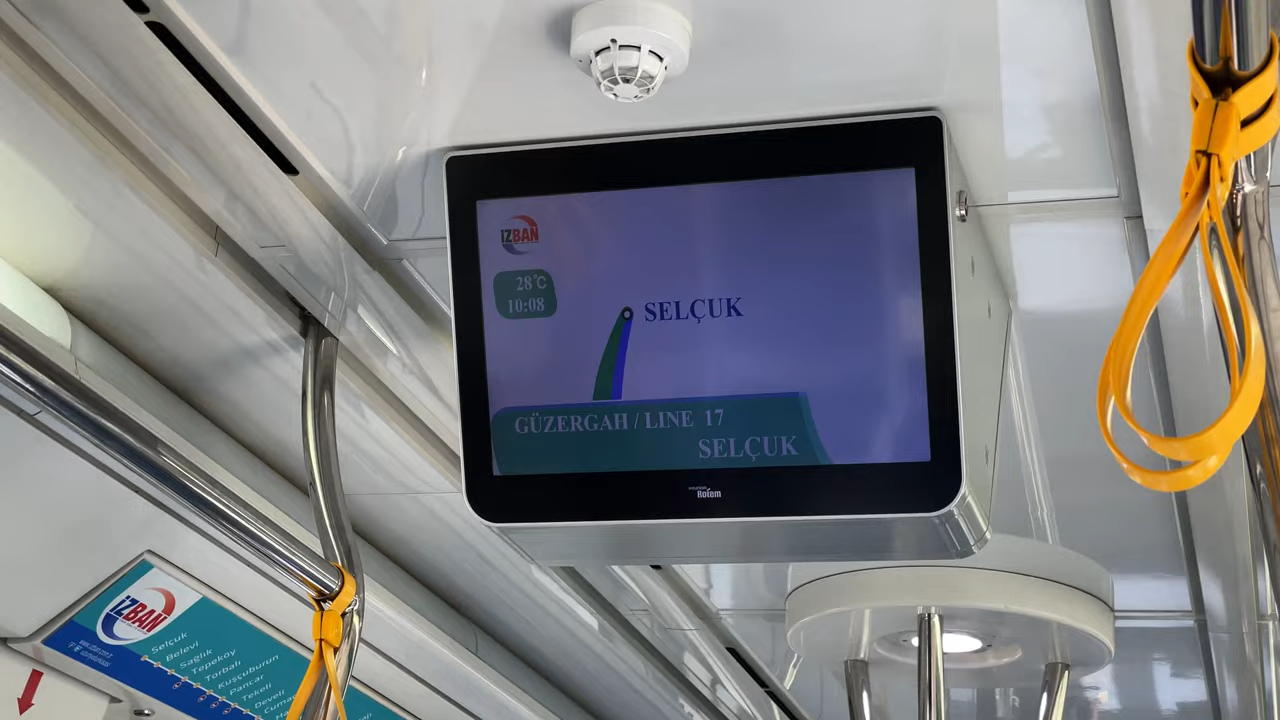 İZBAN
28°C
10:08
SELÇUK
GÜZERGAH / LINE 17
SELÇUK
Rotem
İZBAN
Selçuk
Belevi
Sağlık
Tepeköy
Torbalı
Kuşçuburun
Pancar
Tekeli